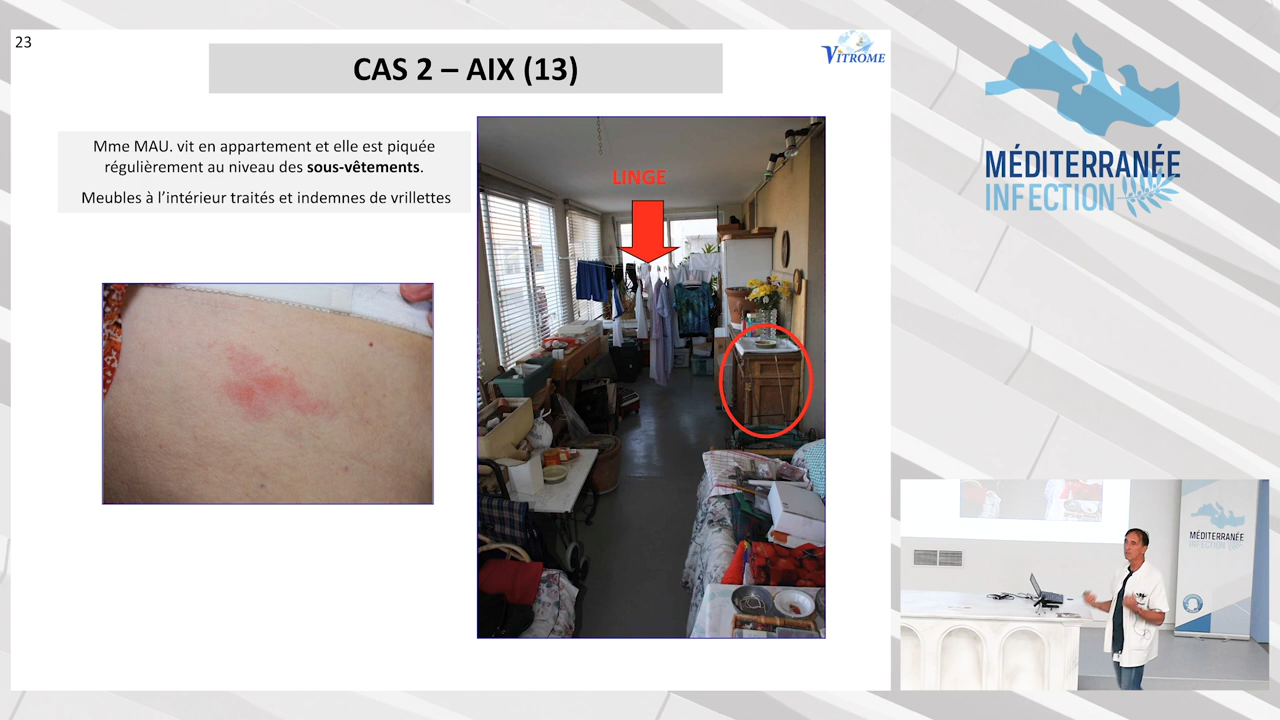 23
CAS 2 – AIX (13)
VITROME
Mme MAU. vit en appartement et elle est piquée
régulièrement au niveau des sous-vêtements.
Meubles à l'intérieur traités et indemnes de vrillettes
LINGE
MÉDITERRANÉE
INFECTION
MÉDITERRANÉE
INFECTION